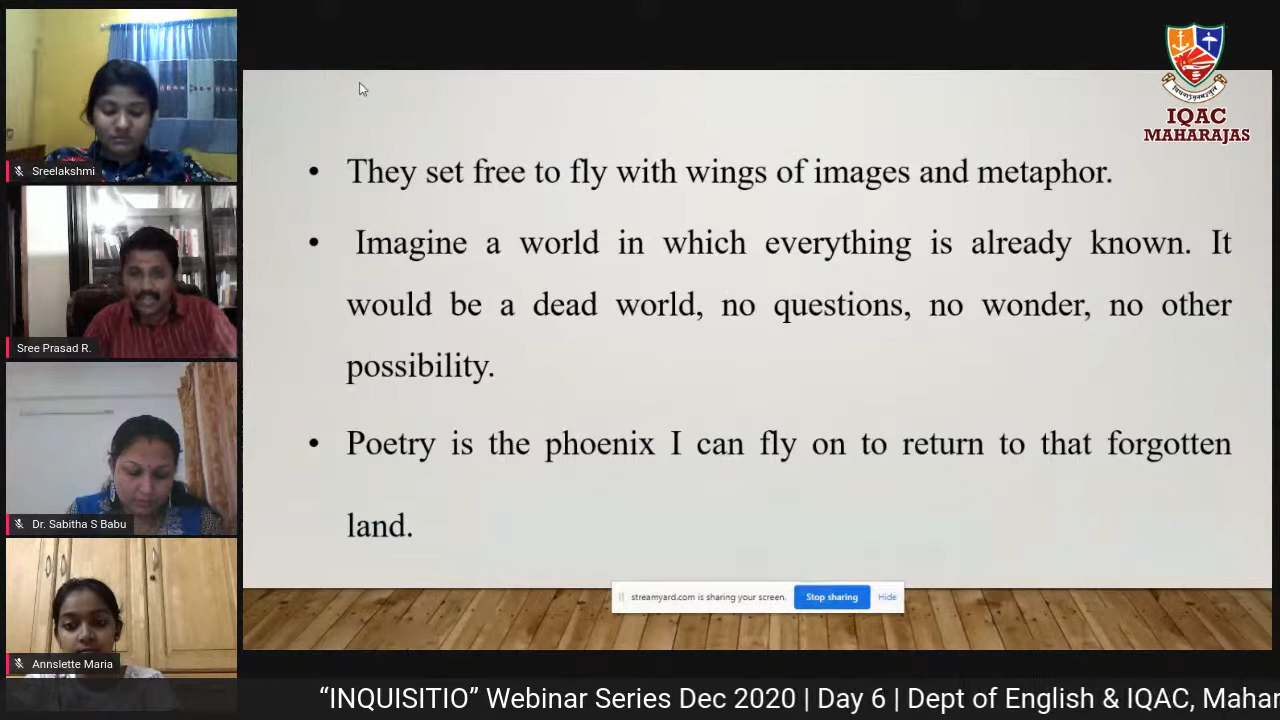 Sreelakshmi
Sree Prasad R.
Dr. Sabitha S Babu
Annslette Maria
IQAC
MAHARAJAS
• They set free to fly with wings of images and metaphor.
• Imagine a world in which everything is already known. It
would be a dead world, no questions, no wonder, no other
possibility.
• Poetry is the phoenix I can fly on to return to that forgotten
land.
streamyard.com is sharing your screen. Stop sharing Hide
“INQUISITIO” Webinar Series Dec 2020 | Day 6 | Dept of English & IQAC, Mahar